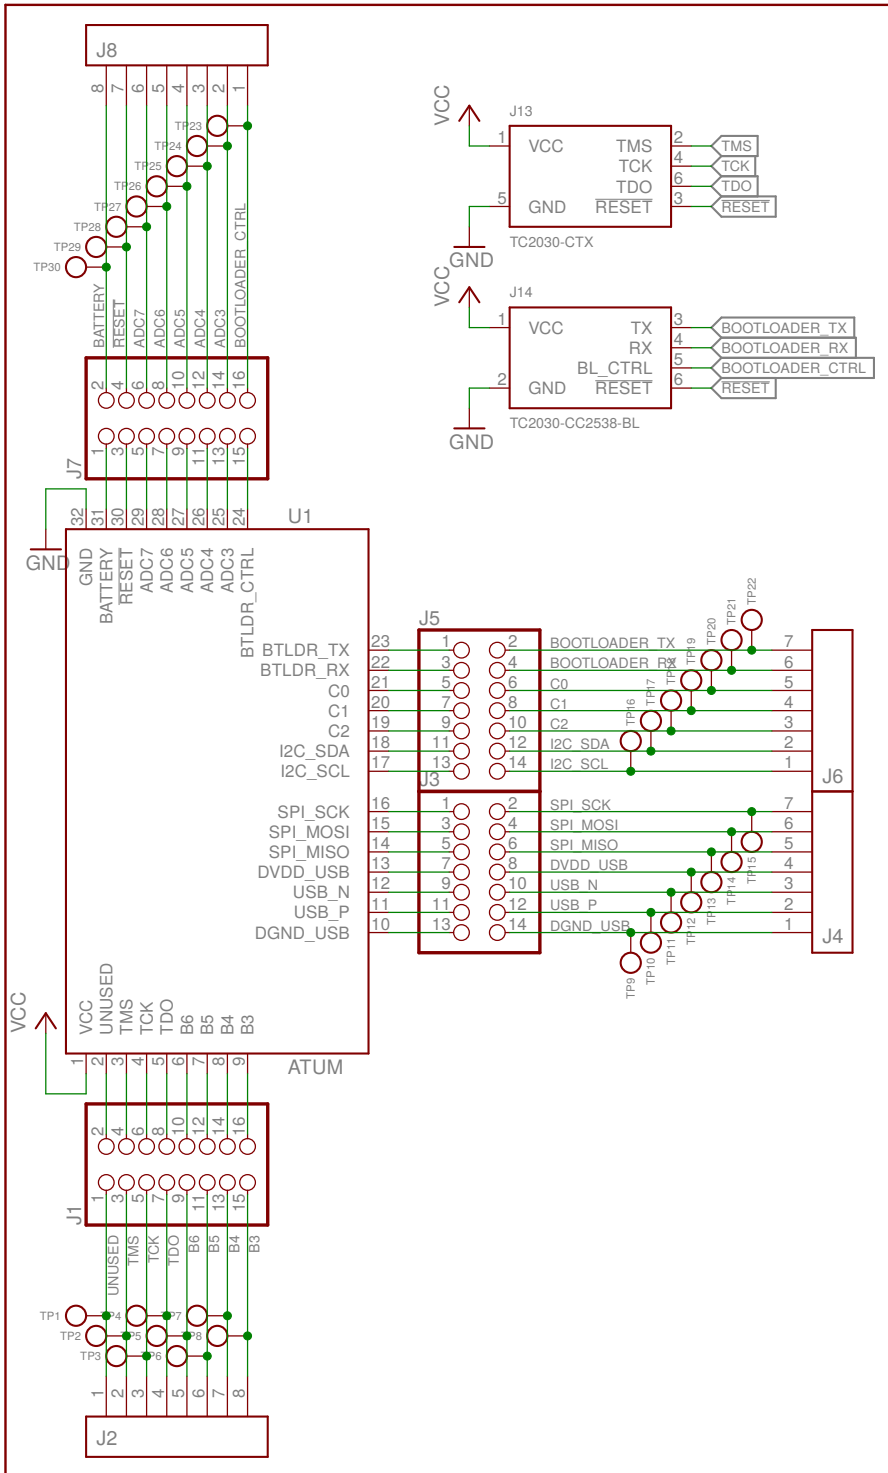 J8
8 7 6 5 4 3 2 1
TP23
TP24
TP25
TP26
TP27
TP28
TP29
TP30
BATTERY
RESET
ADC7
ADC6
ADC5
ADC4
ADC3
BOOTLOADER_CTRL
2 4 6 8 10 12 14 16
1 3 5 7 9 11 13 15
J7
VCC
J13
1 VCC TMS 2 TMS
TCK 4 TCK
TDO 6 TDO
5 GND RESET 3 RESET
TC2030-CTX
GND
VCC
J14
1 VCC TX 3 BOOTLOADER_TX
RX 4 BOOTLOADER_RX
BL_CTRL 5 BOOTLOADER_CTRL
2 GND RESET 6 RESET
TC2030-CC2538-BL
GND
32 31 30 29 28 27 26 25 24
U1
GND
GND
BATTERY
RESET
ADC7
ADC6
ADC5
ADC4
ADC3
BTLDR_CTRL
J5
BTLDR_TX 23 1 2 BOOTLOADER_TX 7
BTLDR_RX 22 3 4 BOOTLOADER_RX 6
C0 21 5 6 C0 5
C1 20 7 8 C1 4
C2 19 9 10 C2 3
I2C_SDA 18 11 12 I2C_SDA 2
I2C_SCL 17 13 14 I2C_SCL 1
TP16
TP17
TP18
TP19
TP20
TP21
TP22
J6
J3
SPI_SCK 16 1 2 SPI_SCK 7
SPI_MOSI 15 3 4 SPI_MOSI 6
SPI_MISO 14 5 6 SPI_MISO 5
DVDD_USB 13 7 8 DVDD_USB 4
USB_N 12 9 10 USB_N 3
USB_P 11 11 12 USB_P 2
DGND_USB 10 13 14 DGND_USB 1
TP9
TP10
TP11
TP12
TP13
TP14
TP15
J4
VCC
VCC
UNUSED
TMS
TCK
TDO
B6
B5
B4
B3
1 2 3 4 5 6 7 8 9
ATUM
2 4 6 8 10 12 14 16
1 3 5 7 9 11 13 15
J1
UNUSED
TMS
TCK
TDO
B6
B5
B4
B3
TP1 TP4 TP7
TP2 TP5 TP8
TP3 TP6
1 2 3 4 5 6 7 8
J2